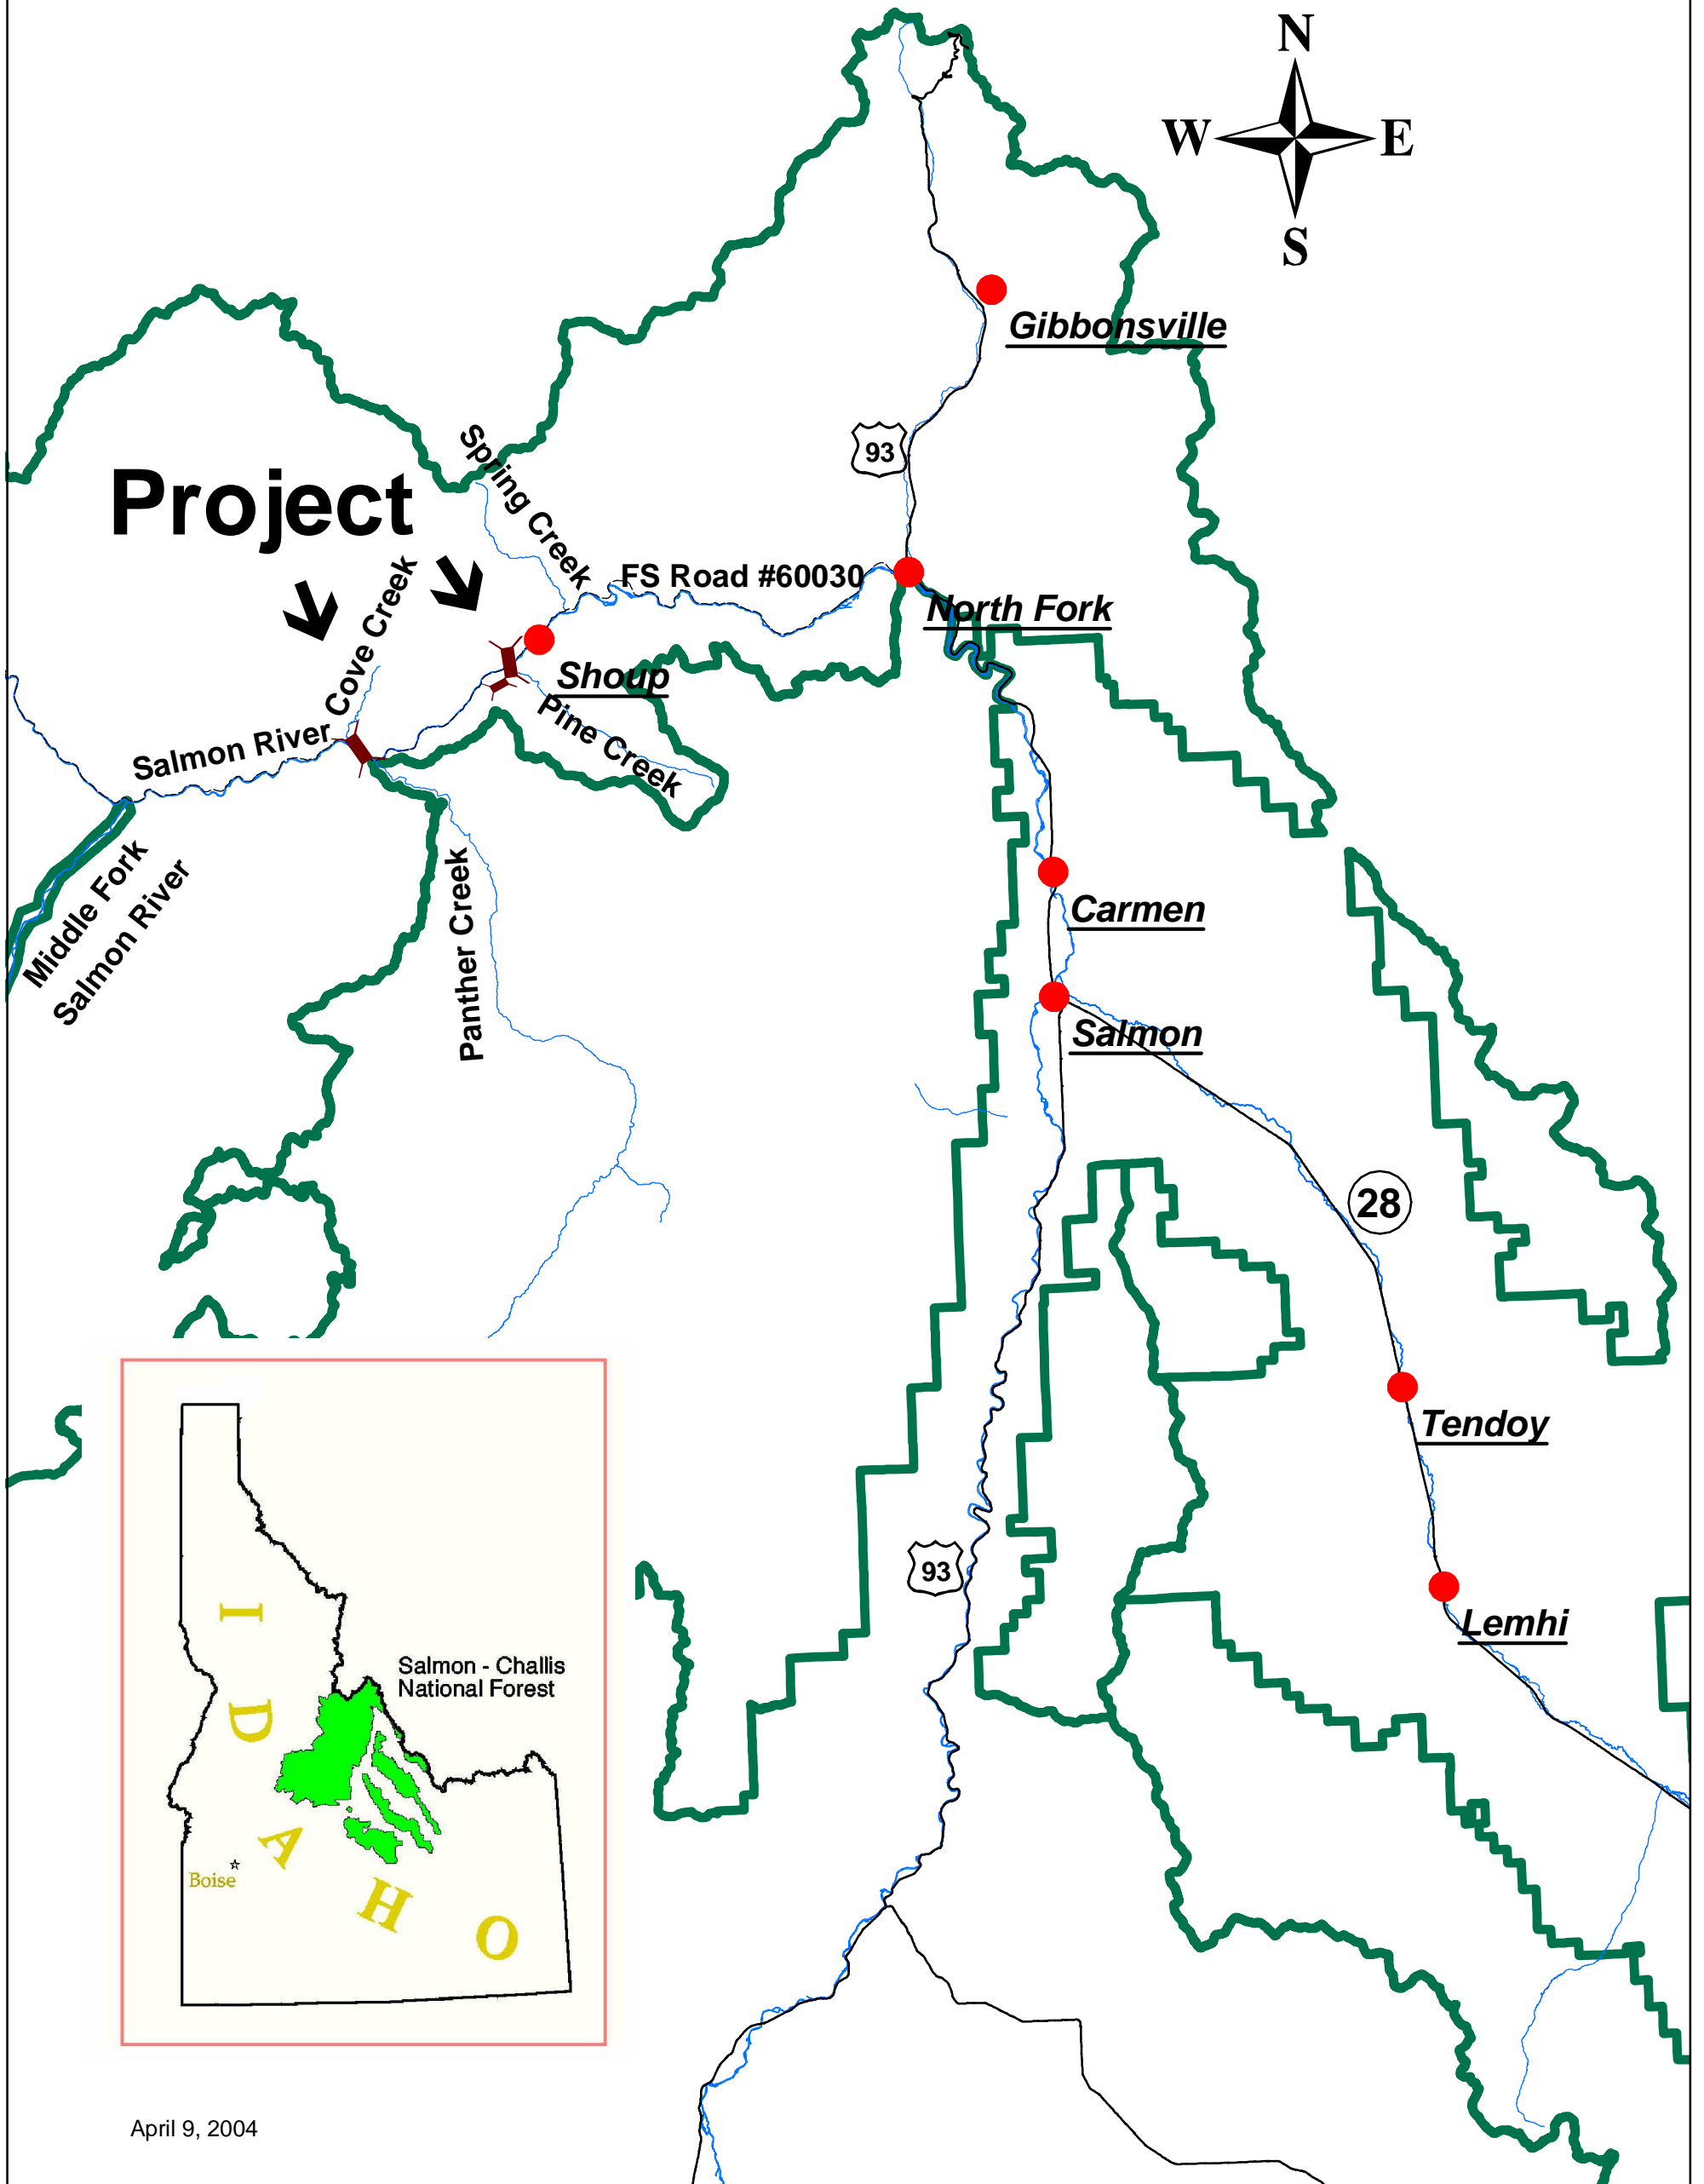 N
W
E
S
Gibbonsville
93
Spring Creek
Project
Cove Creek
FS Road #60030
North Fork
Shoup
Pine Creek
Salmon River
Middle Fork
Salmon River
Panther Creek
Carmen
Salmon
28
Tendoy
93
Lemhi
Salmon - Challis
National Forest
I
D
A
H
O
Boise
April 9, 2004